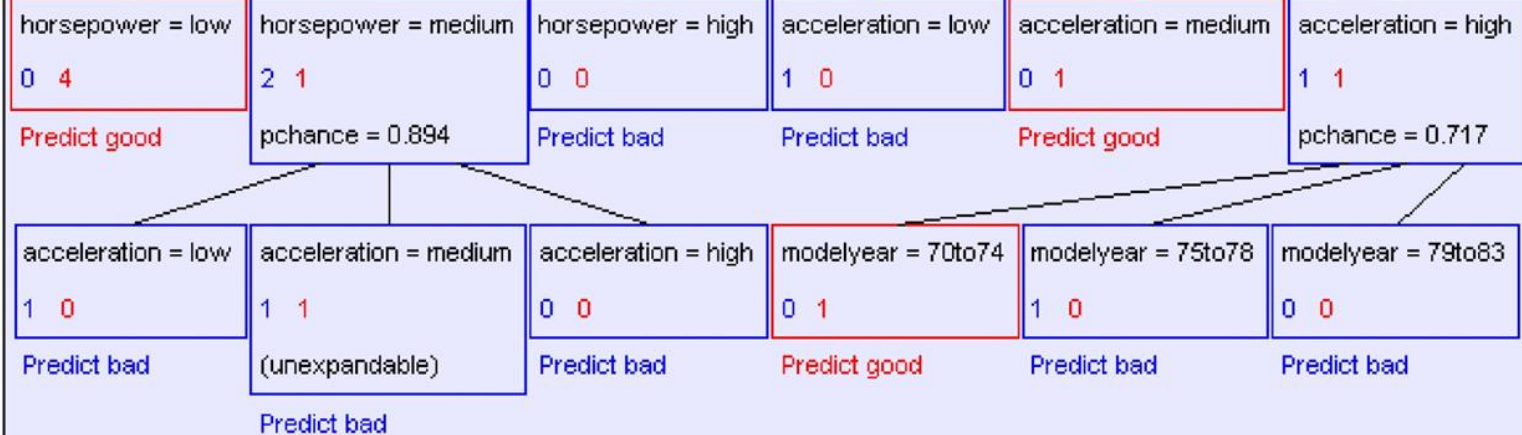 horsepower = low
0 4
Predict good
horsepower = medium
2 1
pchance = 0.894
horsepower = high
0 0
Predict bad
acceleration = low
1 0
Predict bad
acceleration = medium
0 1
Predict good
acceleration = high
1 1
pchance = 0.717
acceleration = low
1 0
Predict bad
acceleration = medium
1 1
(unexpandable)
Predict bad
acceleration = high
0 0
Predict bad
modelyear = 70to74
0 1
Predict good
modelyear = 75to78
1 0
Predict bad
modelyear = 79to83
0 0
Predict bad